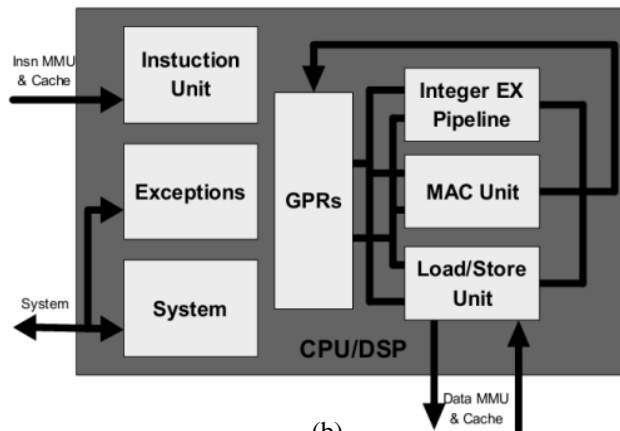 Insn MMU
& Cache
Instuction
Unit
Exceptions
System
System
GPRs
Integer EX
Pipeline
MAC Unit
Load/Store
Unit
CPU/DSP
Data MMU
& Cache
(b)